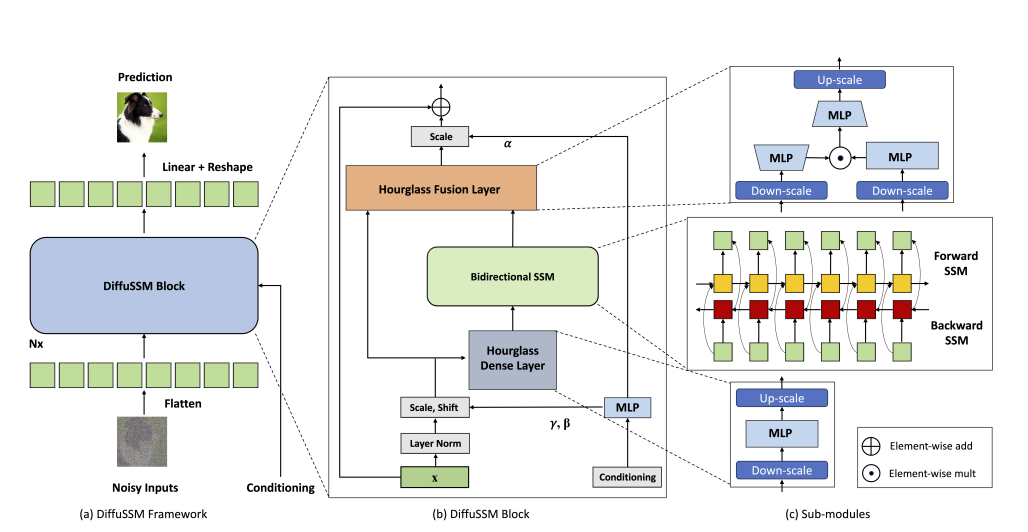 Prediction
Linear + Reshape
DiffuSSM Block
Nx
Flatten
Noisy Inputs
Conditioning
(a) DiffuSSM Framework
Scale
α
Hourglass Fusion Layer
Bidirectional SSM
Hourglass
Dense Layer
Scale, Shift
γ, β
MLP
Layer Norm
x
Conditioning
(b) DiffuSSM Block
Up-scale
MLP
MLP
MLP
Down-scale
Down-scale
Forward
SSM
Backward
SSM
Up-scale
MLP
Down-scale
Element-wise add
Element-wise mult
(c) Sub-modules